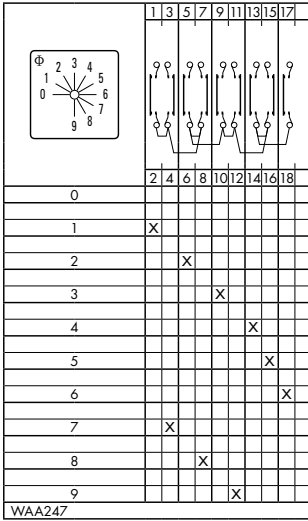 1 3 5 7 9 11 13 15 17
Φ
0 1 2 3 4 5 6 7 8 9
2 4 6 8 10 12 14 16 18
0
1 X
2 X
3 X
4 X
5 X
6 X
7 X
8 X
9 X
WAA247